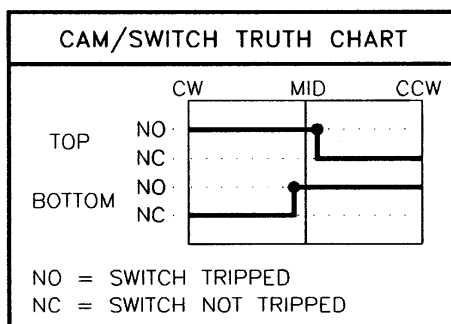 CAM/SWITCH TRUTH CHART
CW MID CCW
TOP
NO
NC
BOTTOM
NO
NC
NO = SWITCH TRIPPED
NC = SWITCH NOT TRIPPED